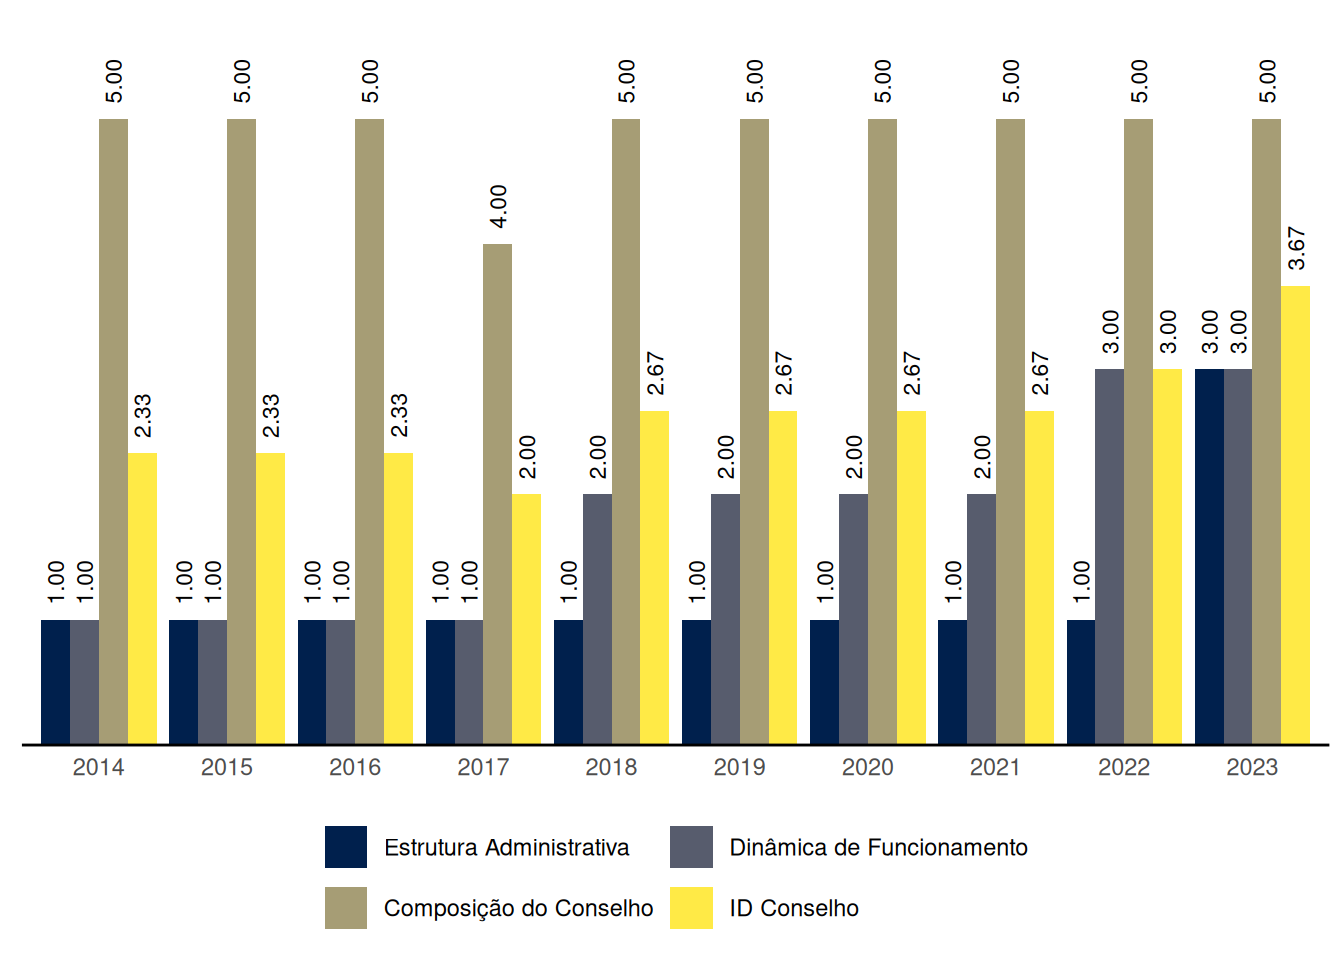 5.00 5.00 5.00 5.00 5.00 5.00 5.00 5.00 5.00
4.00
3.67
3.00 3.00 3.00 3.00
2.67 2.67 2.67 2.67
2.33 2.33 2.33
2.00 2.00 2.00 2.00 2.00
1.00 1.00 1.00 1.00 1.00 1.00 1.00 1.00 1.00 1.00 1.00 1.00 1.00
2014 2015 2016 2017 2018 2019 2020 2021 2022 2023
Estrutura Administrativa Dinâmica de Funcionamento
Composição do Conselho ID Conselho